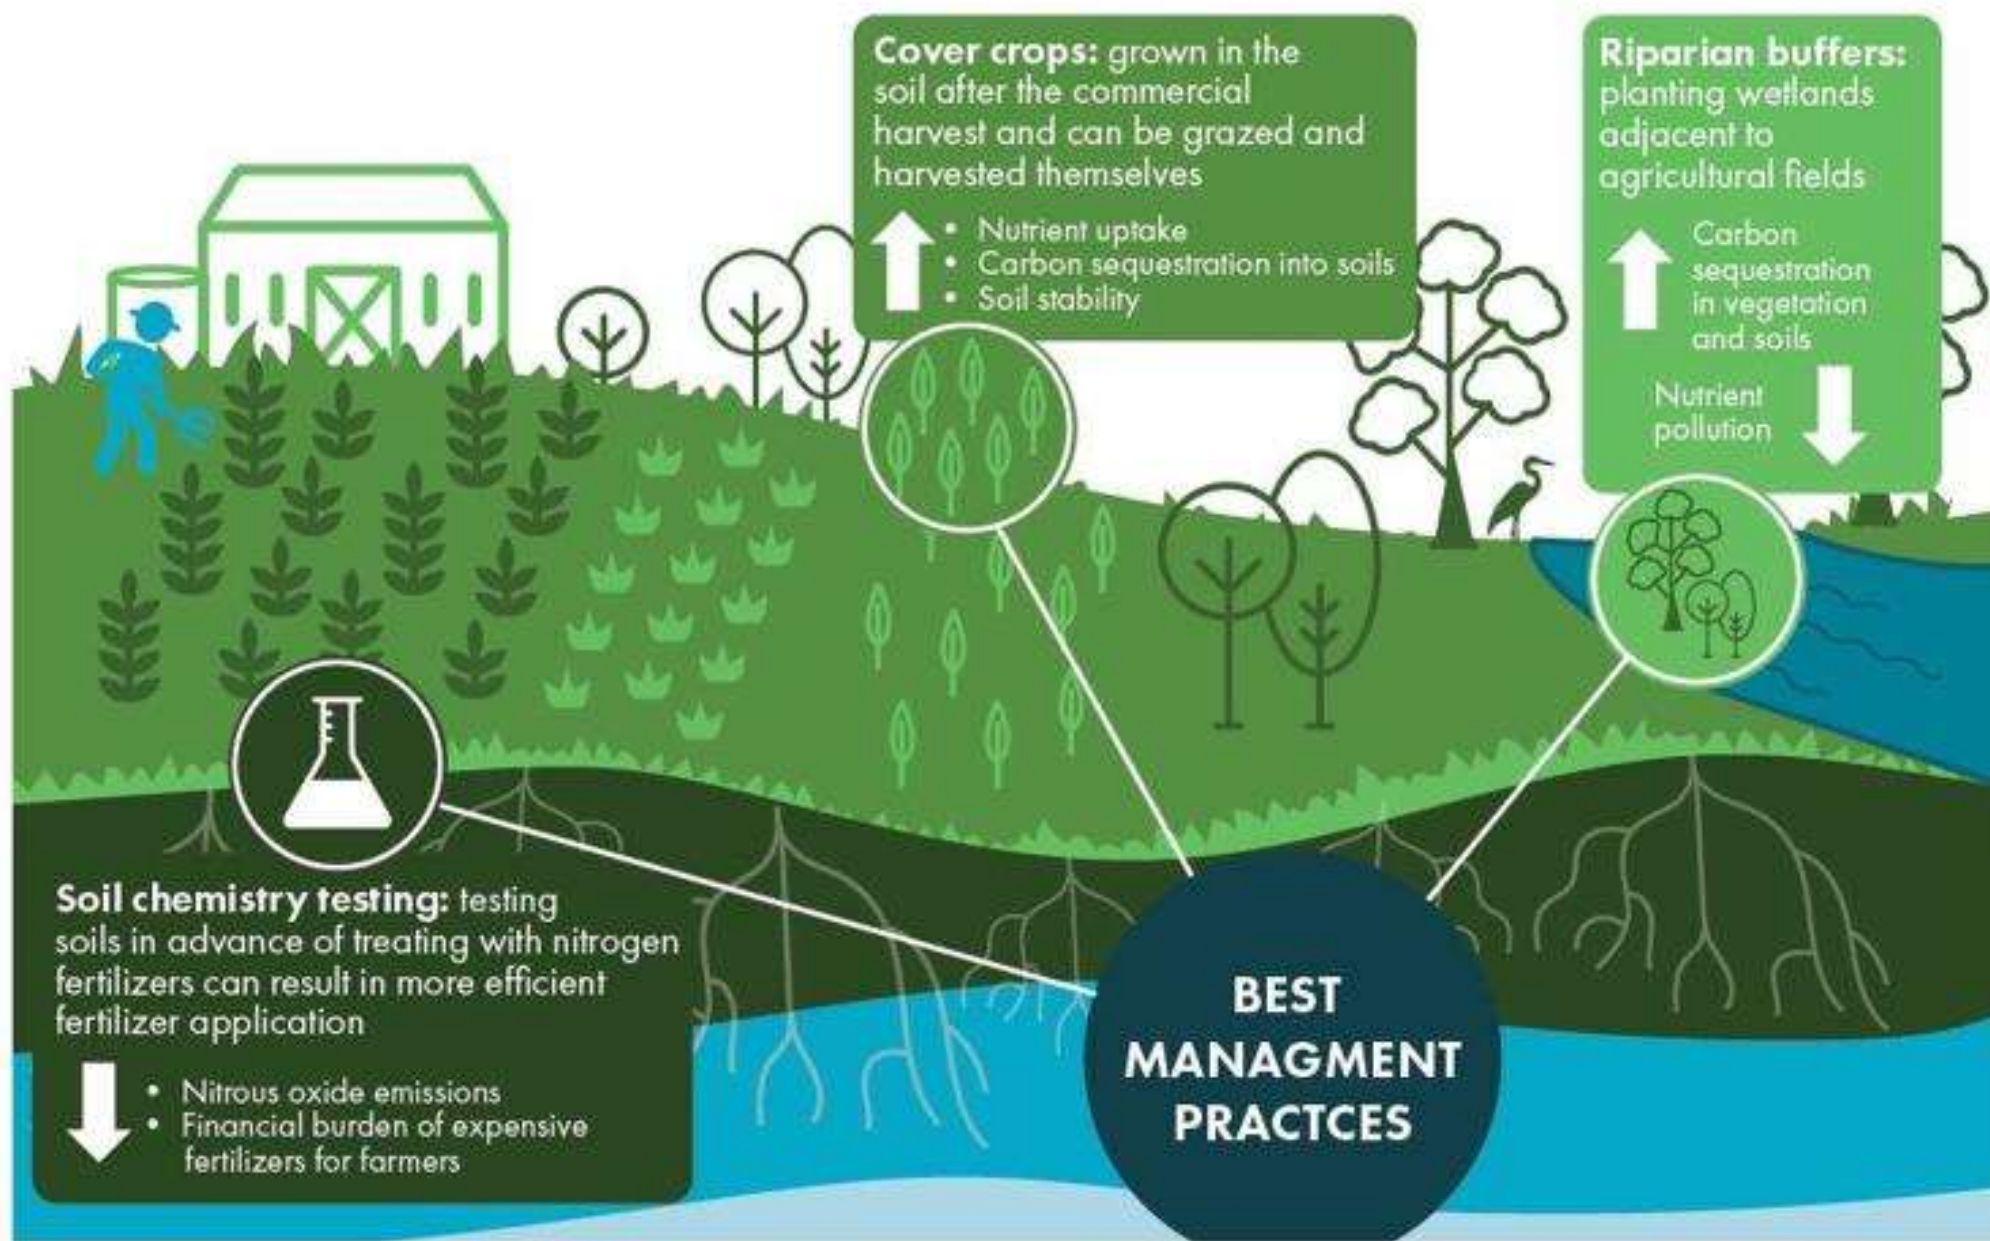 Cover crops: grown in the
soil after the commercial
harvest and can be grazed and
harvested themselves
• Nutrient uptake
• Carbon sequestration into soils
• Soil stability
Riparian buffers:
planting wetlands
adjacent to
agricultural fields
Carbon
sequestration
in vegetation
and soils
Nutrient
pollution
Soil chemistry testing: testing
soils in advance of treating with nitrogen
fertilizers can result in more efficient
fertilizer application
• Nitrous oxide emissions
• Financial burden of expensive
fertilizers for farmers
BEST
MANAGMENT
PRACTCES